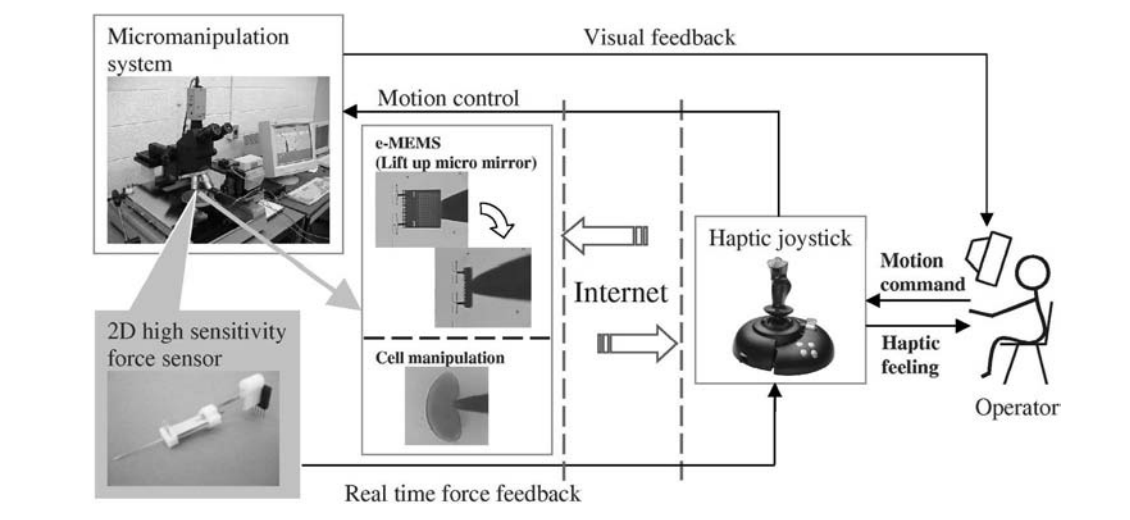 Micromanipulation
system
Visual feedback
Motion control
e-MEMS
(Lift up micro mirror)
Haptic joystick
Internet
Motion
command
Haptic
feeling
2D high sensitivity
force sensor
Cell manipulation
Operator
Real time force feedback